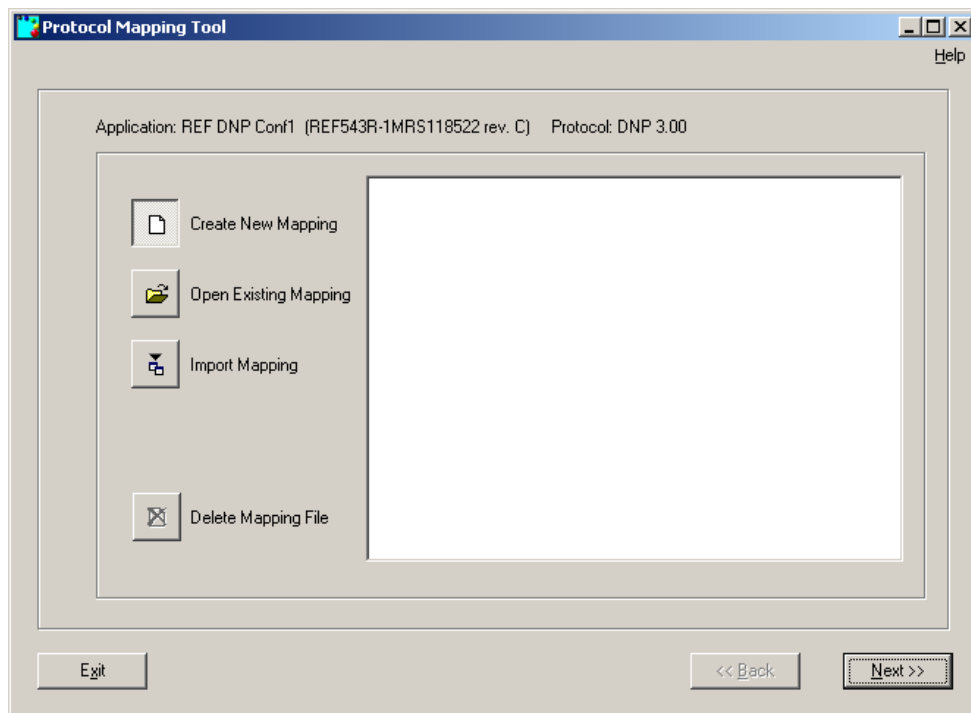 Protocol Mapping Tool
Help
Application: REF DNP Conf1 (REF543R-1MRS118522 rev. C) Protocol: DNP 3.00
Create New Mapping
Open Existing Mapping
Import Mapping
Delete Mapping File
Exit
<< Back
Next >>